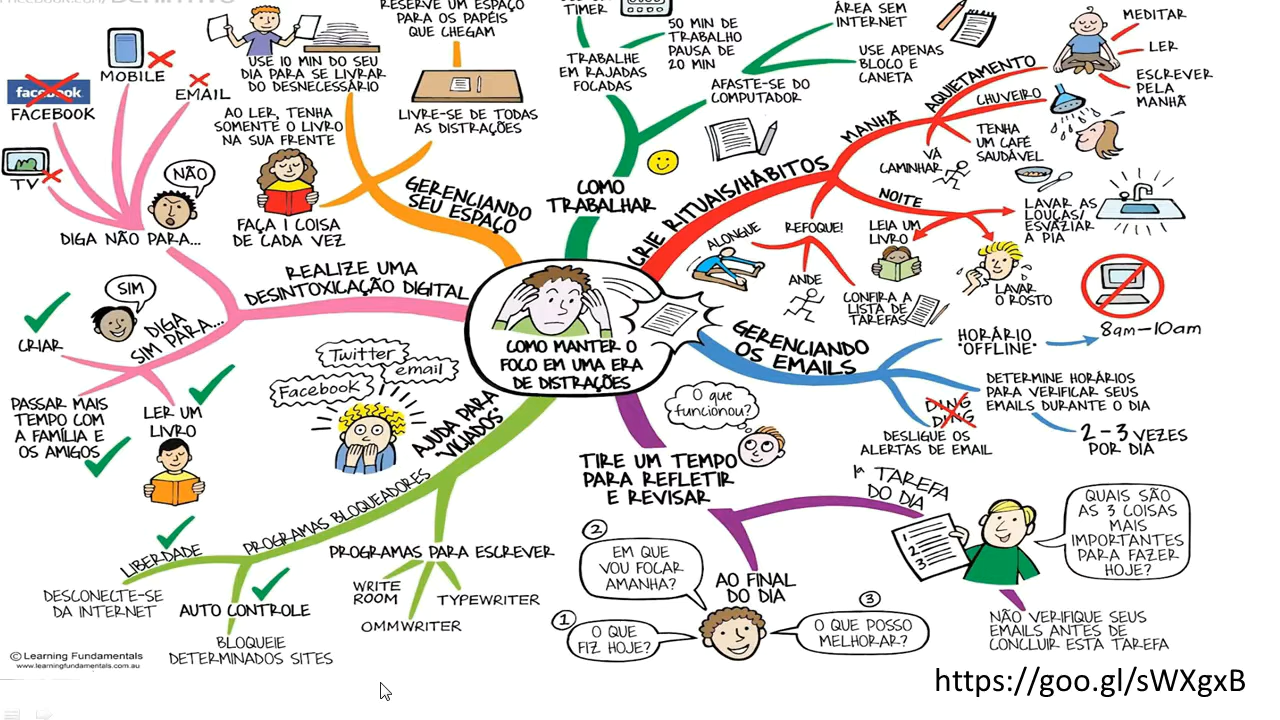 RESERVE UM ESPAÇO
PARA OS PAPÉIS
QUE CHEGAM
USE 10 MIN DO SEU
DIA PARA SE LIVRAR
DO DESNECESSÁRIO
LIVRE-SE DE TODAS
AS DISTRAÇÕES
AO LER, TENHA
SOMENTE O LIVRO
NA SUA FRENTE
FAÇA 1 COISA
DE CADA VEZ
GERENCIANDO
SEU ESPAÇO
MOBILE
facebook
FACEBOOK
EMAIL
TV
NÃO
DIGA NÃO PARA...
REALIZE UMA
DESINTOXICAÇÃO DIGITAL
SIM
DIGA
SIM PARA...
CRIAR
PASSAR MAIS
TEMPO COM
A FAMÍLIA E
OS AMIGOS
LER UM
LIVRO
TIMER
TRABALHE
EM RAJADAS
FOCADAS
50 MIN DE
TRABALHO
PAUSA DE
20 MIN
ÁREA SEM
INTERNET
USE APENAS
BLOCO E
CANETA
AFASTE-SE DO
COMPUTADOR
COMO
TRABALHAR
CRIE RITUAIS/HÁBITOS
MANHÃ
AQUIETAMENTO
MEDITAR
LER
ESCREVER
PELA
MANHÃ
CHUVEIRO
TENHA
UM CAFÉ
SAUDÁVEL
VÁ
CAMINHAR
NOITE
LAVAR AS
LOUÇAS/
ESVAZIAR
A PIA
LEIA UM
LIVRO
LAVAR
O ROSTO
REFOQUE!
ALONGUE
ANDE
CONFIRA A
LISTA DE
TAREFAS
COMO MANTER O
FOCO EM UMA ERA
DE DISTRAÇÕES
GERENCIANDO
OS EMAILS
HORÁRIO
"OFFLINE"
8am-10am
DETERMINE HORÁRIOS
PARA VERIFICAR SEUS
EMAILS DURANTE O DIA
2-3 VEZES
POR DIA
DING
DING
DESLIGUE OS
ALERTAS DE EMAIL
Twitter
email
Facebook
AJUDA PARA
"VICIADOS"
PROGRAMAS BLOQUEADORES
LIBERDADE
DESCONECTE-SE
DA INTERNET
AUTO CONTROLE
BLOQUEIE
DETERMINADOS SITES
PROGRAMAS PARA ESCREVER
WRITE
ROOM
OMMWRITER
TYPEWRITER
O que
funcionou?
TIRE UM TEMPO
PARA REFLETIR
E REVISAR
1ª TAREFA
DO DIA
1
2
3
QUAIS SÃO
AS 3 COISAS
MAIS
IMPORTANTES
PARA FAZER
HOJE?
NÃO VERIFIQUE SEUS
EMAILS ANTES DE
CONCLUIR ESTA TAREFA
AO FINAL
DO DIA
1
O QUE
FIZ HOJE?
2
EM QUE
VOU FOCAR
AMANHA?
3
O QUE POSSO
MELHORAR?
© Learning Fundamentals
www.learningfundamentals.com.au
https://goo.gl/sWXgxB